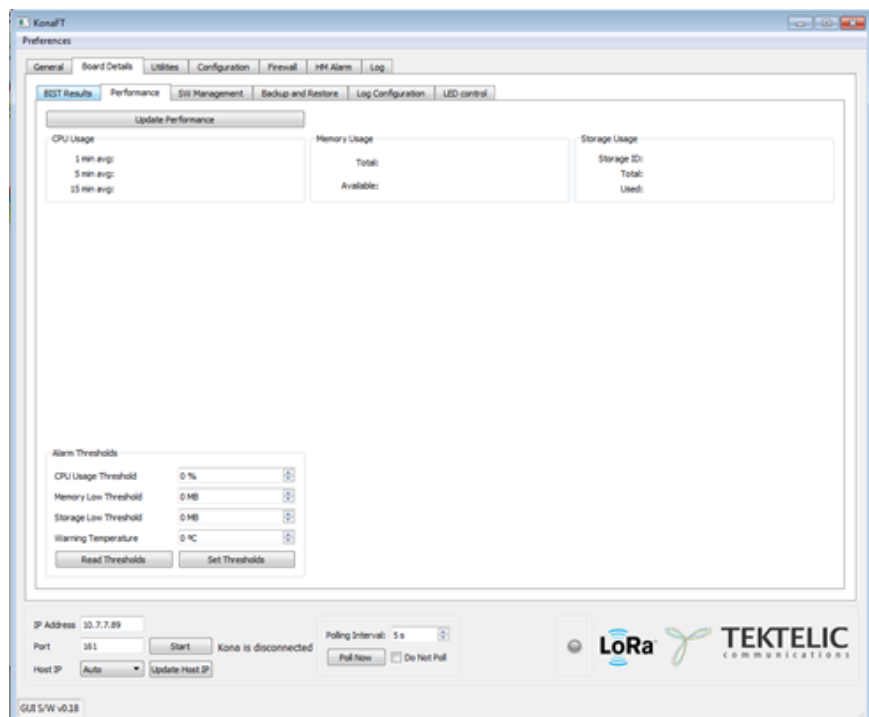 KonaFT
Preferences
General Board Details Utilities Configuration Firewall HM Alarm Log
BIST Results Performance SW Management Backup and Restore Log Configuration LED control
Update Performance
CPU Usage Memory Usage Storage Usage
1 min avg: Total: Storage ID:
5 min avg: Available: Total:
15 min avg: Used:
Alarm Thresholds
CPU Usage Threshold 0 %
Memory Low Threshold 0 MB
Storage Low Threshold 0 MB
Warning Temperature 0 ºC
Read Thresholds Set Thresholds
IP Address 10.7.7.89
Port 161 Start Kona is disconnected
Host IP Auto Update Host IP
Polling Interval: 5 s
Poll Now Do Not Poll
LoRa
TEKTELIC
communications
GUI S/W v0.18